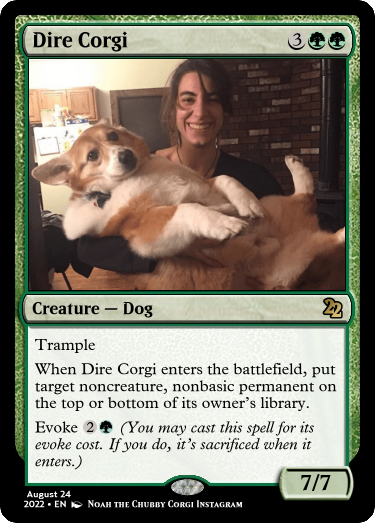 Dire Corgi 3
Creature — Dog 22
Trample
When Dire Corgi enters the battlefield, put
target noncreature, nonbasic permanent on
the top or bottom of its owner's library.
Evoke 2 (You may cast this spell for its
evoke cost. If you do, it's sacrificed when it
enters.)
7/7
August 24
2022 • EN Noah the Chubby Corgi Instagram